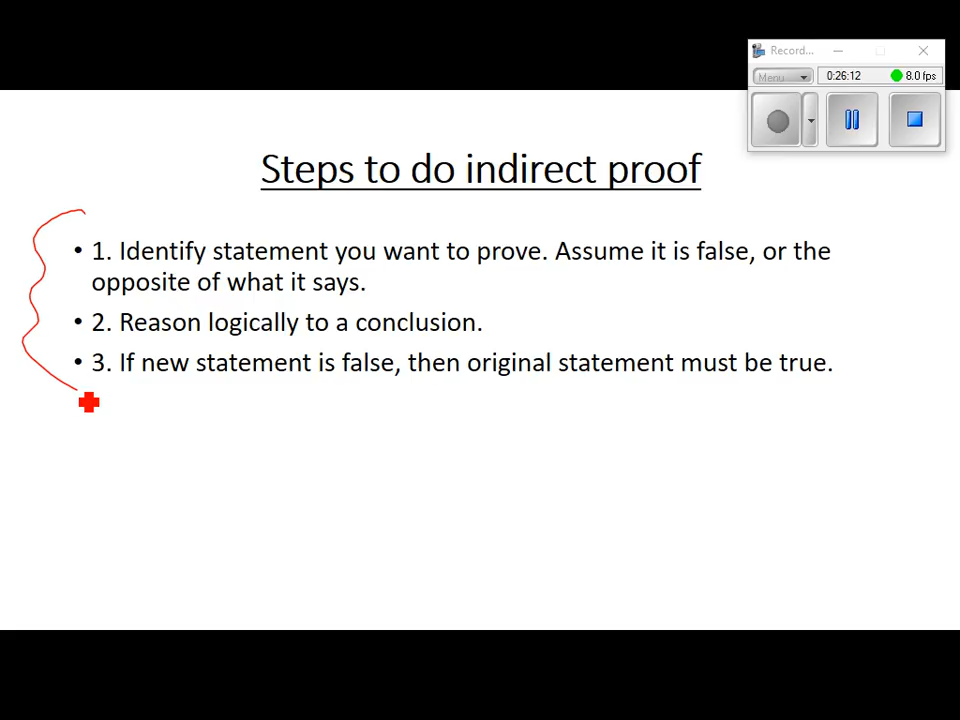 Record...
Menu
0:26:12
8.0 fps
Steps to do indirect proof
• 1. Identify statement you want to prove. Assume it is false, or the
opposite of what it says.
• 2. Reason logically to a conclusion.
• 3. If new statement is false, then original statement must be true.